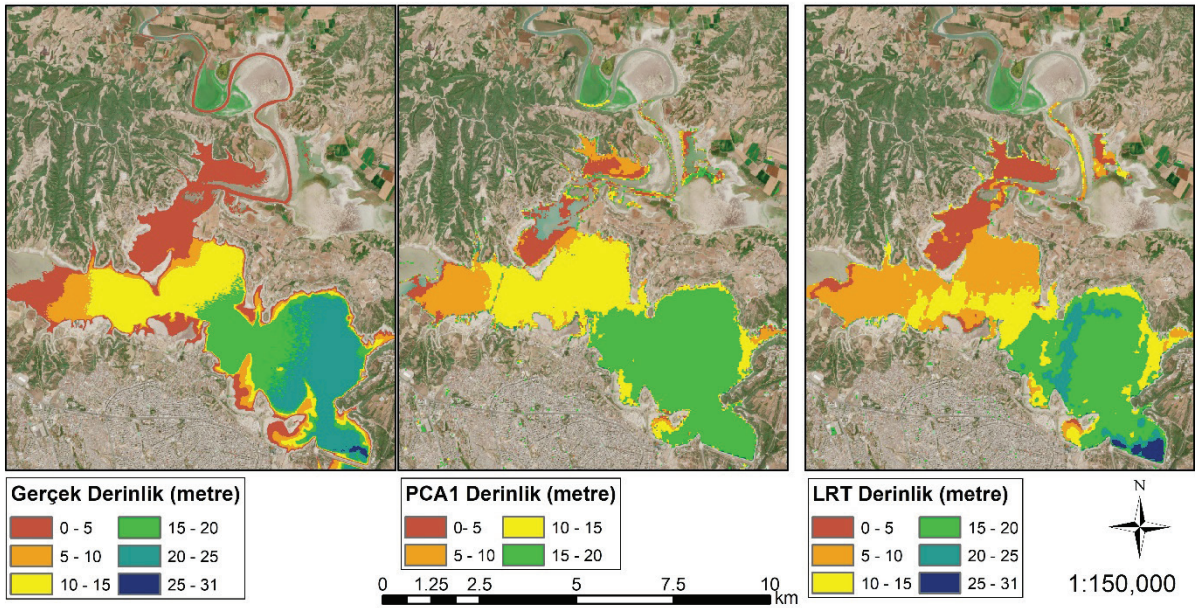 Gerçek Derinlik (metre)
0 - 5
5 - 10
10 - 15
15 - 20
20 - 25
25 - 31
PCA1 Derinlik (metre)
0- 5
5 - 10
10 - 15
15 - 20
LRT Derinlik (metre)
0 - 5
5 - 10
10 - 15
15 - 20
20 - 25
25 - 31
N
1:150,000
0 1.25 2.5 5 7.5 10
km